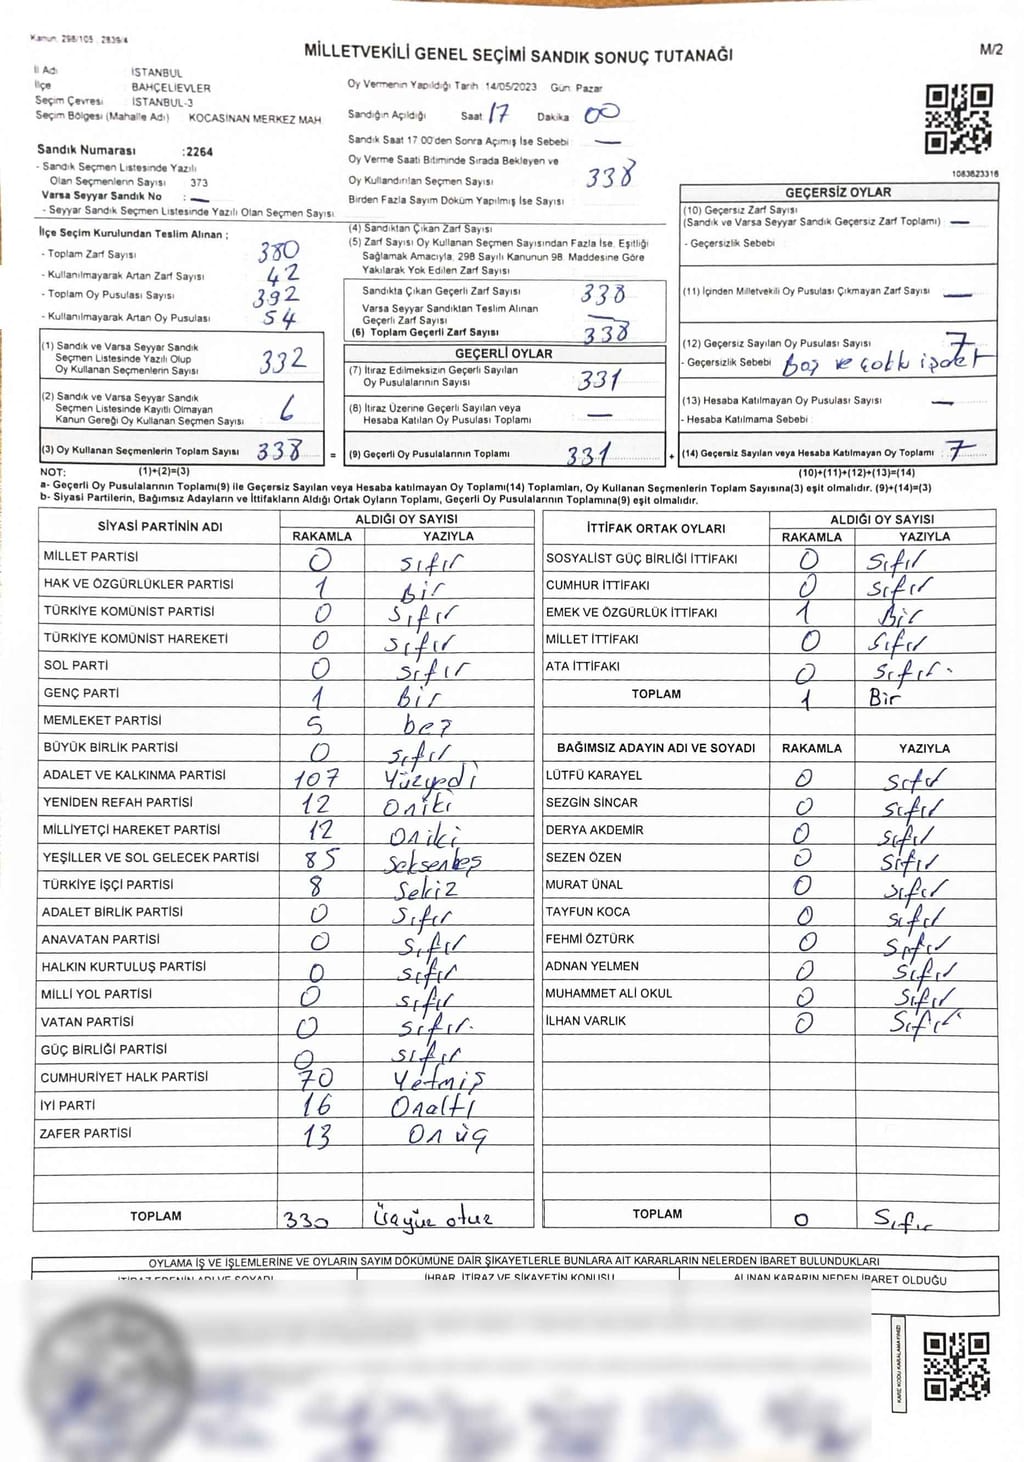 Kanun: 298/105 : 2839/4
MİLLETVEKİLİ GENEL SEÇİMİ SANDIK SONUÇ TUTANAĞI
M/2
İl Adı İSTANBUL
İlçe BAHÇELİEVLER
Seçim Çevresi : İSTANBUL-3
Seçim Bölgesi (Mahalle Adı) KOCASİNAN MERKEZ MAH
Sandık Numarası :2264
- Sandık Seçmen Listesinde Yazılı
Olan Seçmenlerin Sayısı 373
Varsa Seyyar Sandık No : —
- Seyyar Sandık Seçmen Listesinde Yazılı Olan Seçmen Sayısı
Oy Vermenin Yapıldığı Tarih 14/05/2023 Gün: Pazar
Sandığın Açıldığı Saat 17 Dakika 00
Sandık Saat 17 00'den Sonra Açımış İse Sebebi —
Oy Verme Saati Bitiminde Sırada Bekleyen ve
Oy Kullandırılan Seçmen Sayısı 338
Birden Fazla Sayım Döküm Yapılmış İse Sayısı
1083823318
İlçe Seçim Kurulundan Teslim Alınan ;
- Toplam Zarf Sayısı 380
- Kullanılmayarak Artan Zarf Sayısı 42
- Toplam Oy Pusulası Sayısı 392
- Kullanılmayarak Artan Oy Pusulası 54
(1) Sandık ve Varsa Seyyar Sandık
Seçmen Listesinde Yazılı Olup
Oy Kullanan Seçmenlerin Sayısı 332
(2) Sandık ve Varsa Seyyar Sandık
Seçmen Listesinde Kayıtlı Olmayan
Kanun Gereği Oy Kullanan Seçmen Sayısı 6
(3) Oy Kullanan Seçmenlerin Toplam Sayısı 338 =
(4) Sandıktan Çıkan Zarf Sayısı
(5) Zarf Sayısı Oy Kullanan Seçmen Sayısından Fazla İse, Eşitliği
Sağlamak Amacıyla, 298 Sayılı Kanunun 98. Maddesine Göre
Yakılarak Yok Edilen Zarf Sayısı
Sandıkta Çıkan Geçerli Zarf Sayısı 338
Varsa Seyyar Sandıktan Teslim Alınan
Geçerli Zarf Sayısı —
(6) Toplam Geçerli Zarf Sayısı 338
GEÇERLİ OYLAR
(7) İtiraz Edilmeksizin Geçerli Sayılan
Oy Pusulalarının Sayısı 331
(8) İtiraz Üzerine Geçerli Sayılan veya
Hesaba Katılan Oy Pusulası Toplamı —
(9) Geçerli Oy Pusulalarının Toplamı 331 +
GEÇERSİZ OYLAR
(10) Geçersiz Zarf Sayısı
(Sandık ve Varsa Seyyar Sandık Geçersiz Zarf Toplamı) —
- Geçersizlik Sebebi
(11) İçinden Milletvekili Oy Pusulası Çıkmayan Zarf Sayısı —
(12) Geçersiz Sayılan Oy Pusulası Sayısı 7
- Geçersizlik Sebebi Boş ve çoklu işaret
(13) Hesaba Katılmayan Oy Pusulası Sayısı —
- Hesaba Katılmama Sebebi
(14) Geçersiz Sayılan veya Hesaba Katılmayan Oy Toplamı 7
NOT: (1)+(2)=(3) (10)+(11)+(12)+(13)=(14)
a- Geçerli Oy Pusulalarının Toplamı(9) ile Geçersiz Sayılan veya Hesaba katılmayan Oy Toplamı(14) Toplamları, Oy Kullanan Seçmenlerin Toplam Sayısına(3) eşit olmalıdır. (9)+(14)=(3)
b- Siyasi Partilerin, Bağımsız Adayların ve İttifakların Aldığı Ortak Oyların Toplamı, Geçerli Oy Pusulalarının Toplamına(9) eşit olmalıdır.
SİYASİ PARTİNİN ADI ALDIĞI OY SAYISI
RAKAMLA YAZIYLA
MİLLET PARTİSİ 0 sıfır
HAK VE ÖZGÜRLÜKLER PARTİSİ 1 Bir
TÜRKİYE KOMÜNİST PARTİSİ 0 sıfır
TÜRKİYE KOMÜNİST HAREKETİ 0 sıfır
SOL PARTİ 0 sıfır
GENÇ PARTİ 1 bir
MEMLEKET PARTİSİ 5 beş
BÜYÜK BİRLİK PARTİSİ 0 sıfır
ADALET VE KALKINMA PARTİSİ 107 Yüzyedi
YENİDEN REFAH PARTİSİ 12 oniki
MİLLİYETÇİ HAREKET PARTİSİ 12 oniki
YEŞİLLER VE SOL GELECEK PARTİSİ 85 Seksenbeş
TÜRKİYE İŞÇİ PARTİSİ 8 Sekiz
ADALET BİRLİK PARTİSİ 0 Sıfır
ANAVATAN PARTİSİ 0 sıfır
HALKIN KURTULUŞ PARTİSİ 0 sıfır
MİLLİ YOL PARTİSİ 0 sıfır
VATAN PARTİSİ 0 sıfır
GÜÇ BİRLİĞİ PARTİSİ 0 sıfır
CUMHURİYET HALK PARTİSİ 70 Yetmiş
İYİ PARTİ 16 Onaltı
ZAFER PARTİSİ 13 On üç
TOPLAM 330 Üçyüz otuz
İTTİFAK ORTAK OYLARI ALDIĞI OY SAYISI
RAKAMLA YAZIYLA
SOSYALİST GÜÇ BİRLİĞİ İTTİFAKI 0 sıfır
CUMHUR İTTİFAKI 0 sıfır
EMEK VE ÖZGÜRLÜK İTTİFAKI 1 Bir
MİLLET İTTİFAKI 0 sıfır
ATA İTTİFAKI 0 sıfır
TOPLAM 1 Bir
BAĞIMSIZ ADAYIN ADI VE SOYADI RAKAMLA YAZIYLA
LÜTFÜ KARAYEL 0 sıfır
SEZGİN SİNCAR 0 sıfır
DERYA AKDEMİR 0 sıfır
SEZEN ÖZEN 0 sıfır
MURAT ÜNAL 0 sıfır
TAYFUN KOCA 0 sıfır
FEHMİ ÖZTÜRK 0 sıfır
ADNAN YELMEN 0 sıfır
MUHAMMET ALİ OKUL 0 sıfır
İLHAN VARLIK 0 sıfır
TOPLAM 0 Sıfır
OYLAMA İŞ VE İŞLEMLERİNE VE OYLARIN SAYIM DÖKÜMUNE DAİR ŞİKAYETLERLE BUNLARA AİT KARARLARIN NELERDEN İBARET BULUNDUKLARI
İTİRAZ EDENİN ADI VE SOYADI İHBAR, İTİRAZ VE ŞİKAYETİN KONUSU ALINAN KARARIN NEDEN İBARET OLDUĞU
KARE KODU KARALAMAYINIZ!